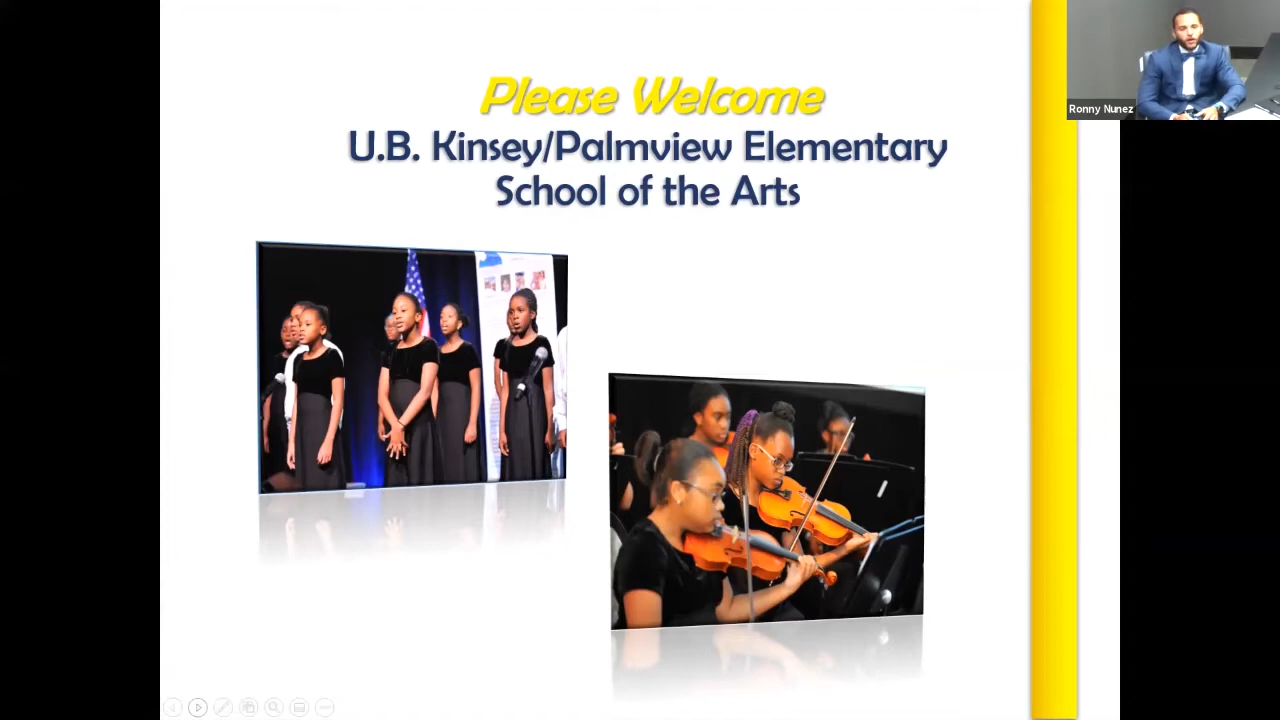 Please Welcome
U.B. Kinsey/Palmview Elementary
School of the Arts
Ronny Nunez